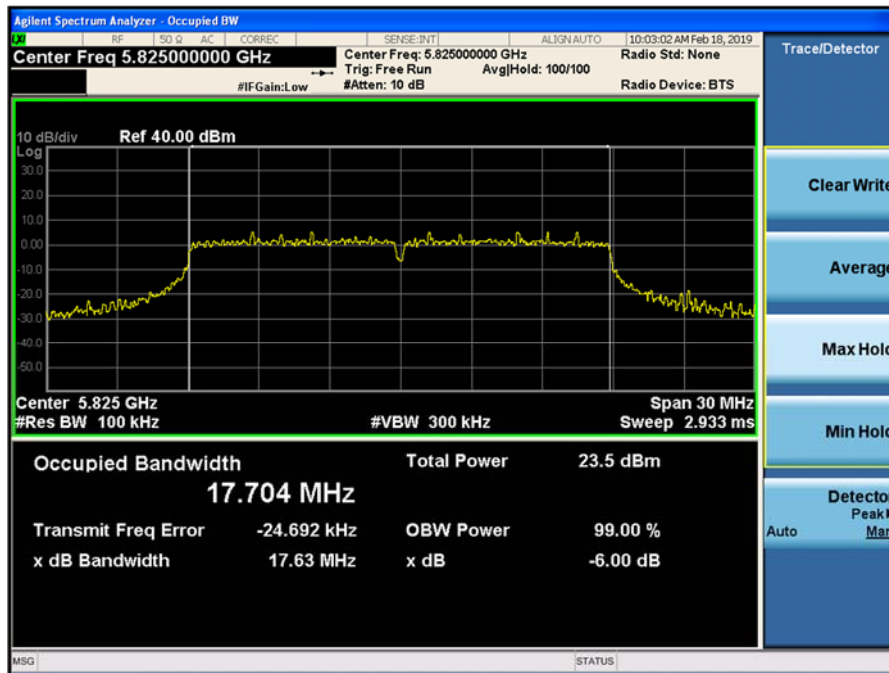 Agilent Spectrum Analyzer - Occupied BW
LXI RF 50 Ω AC CORREC SENSE:INT ALIGN AUTO 10:03:02 AM Feb 18, 2019
Center Freq 5.825000000 GHz
Center Freq: 5.825000000 GHz
Radio Std: None
Trig: Free Run
Avg|Hold: 100/100
#IFGain:Low
#Atten: 10 dB
Radio Device: BTS
Trace/Detector
10 dB/div
Ref 40.00 dBm
Log
30.0
20.0
10.0
0.00
-10.0
-20.0
-30.0
-40.0
-50.0
Center 5.825 GHz
Span 30 MHz
#Res BW 100 kHz
#VBW 300 kHz
Sweep 2.933 ms
Clear Write
Average
Max Hold
Min Hold
Detector
Peak
Auto Man
Occupied Bandwidth
17.704 MHz
Total Power 23.5 dBm
Transmit Freq Error -24.692 kHz
OBW Power 99.00 %
x dB Bandwidth 17.63 MHz
x dB -6.00 dB
MSG
STATUS